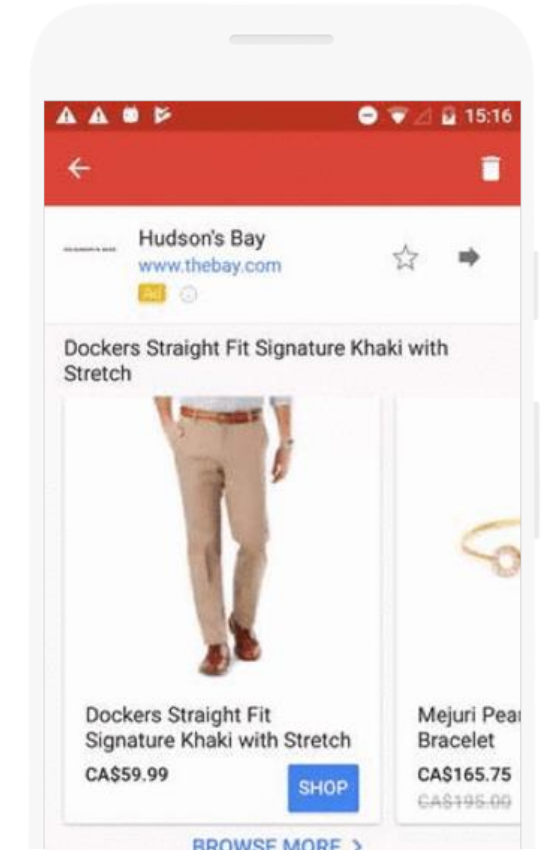 15:16
Hudson's Bay
www.thebay.com
Ad
Dockers Straight Fit Signature Khaki with
Stretch
Dockers Straight Fit
Signature Khaki with Stretch
CA$59.99
SHOP
Mejuri
Bracelet
CA$165.75
CA$195.00
BROWSE MORE >